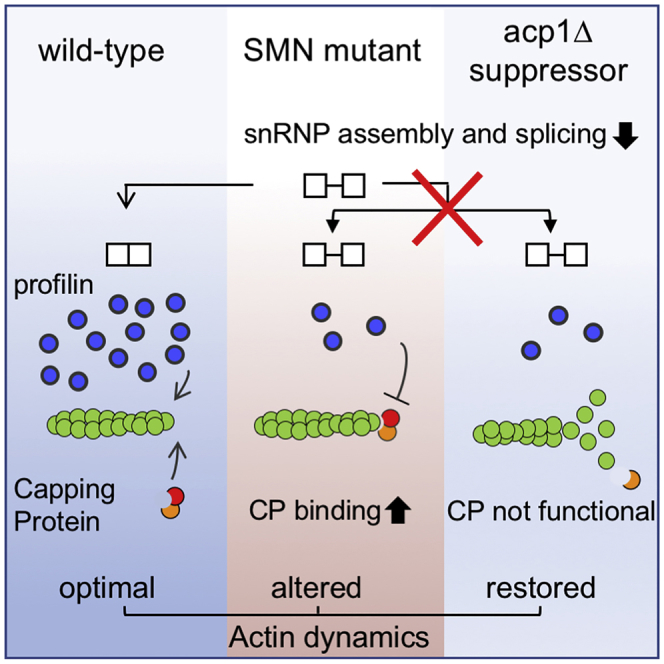 wild-type
SMN mutant
acp1Δ
suppressor
snRNP assembly and splicing
profilin
Capping
Protein
CP binding
CP not functional
optimal
altered
restored
Actin dynamics